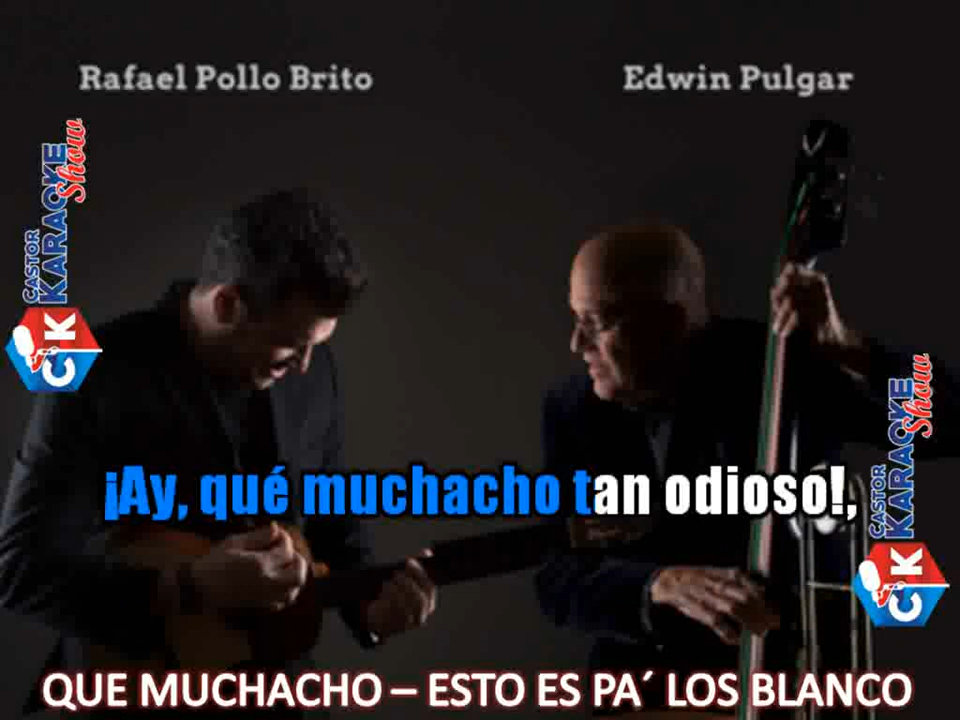 Rafael Pollo Brito
Edwin Pulgar
CASTOR
KARAOKE
Show
CK
¡Ay, qué muchacho tan odioso!,
CASTOR
KARAOKE
Show
CK
QUE MUCHACHO – ESTO ES PA´ LOS BLANCO